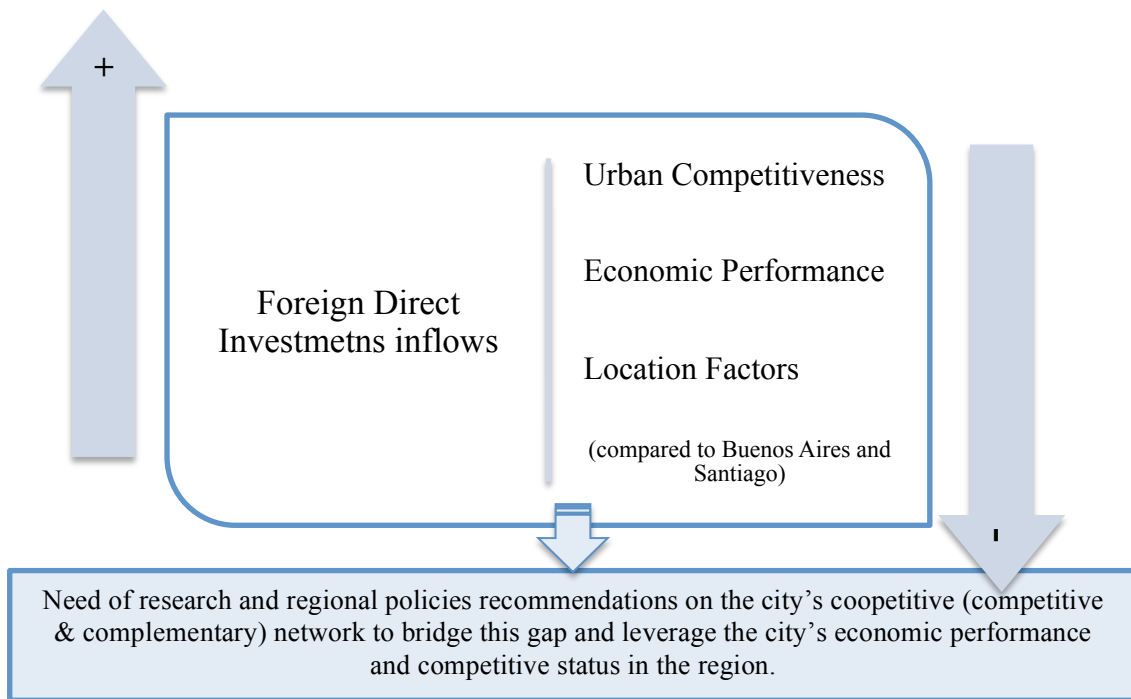 +
Foreign Direct
Investmetns inflows
Urban Competitiveness
Economic Performance
Location Factors
(compared to Buenos Aires and
Santiago)
-
Need of research and regional policies recommendations on the city’s coopetitive (competitive
& complementary) network to bridge this gap and leverage the city’s economic performance
and competitive status in the region.